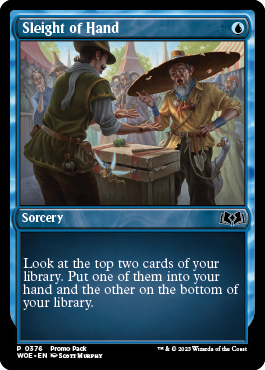 Sleight of Hand
Sorcery
Look at the top two cards of your
library. Put one of them into your
hand and the other on the bottom of
your library.
P 0376 Promo Pack
WOE • EN Scott Murphy
™ & © 2023 Wizards of the Coast